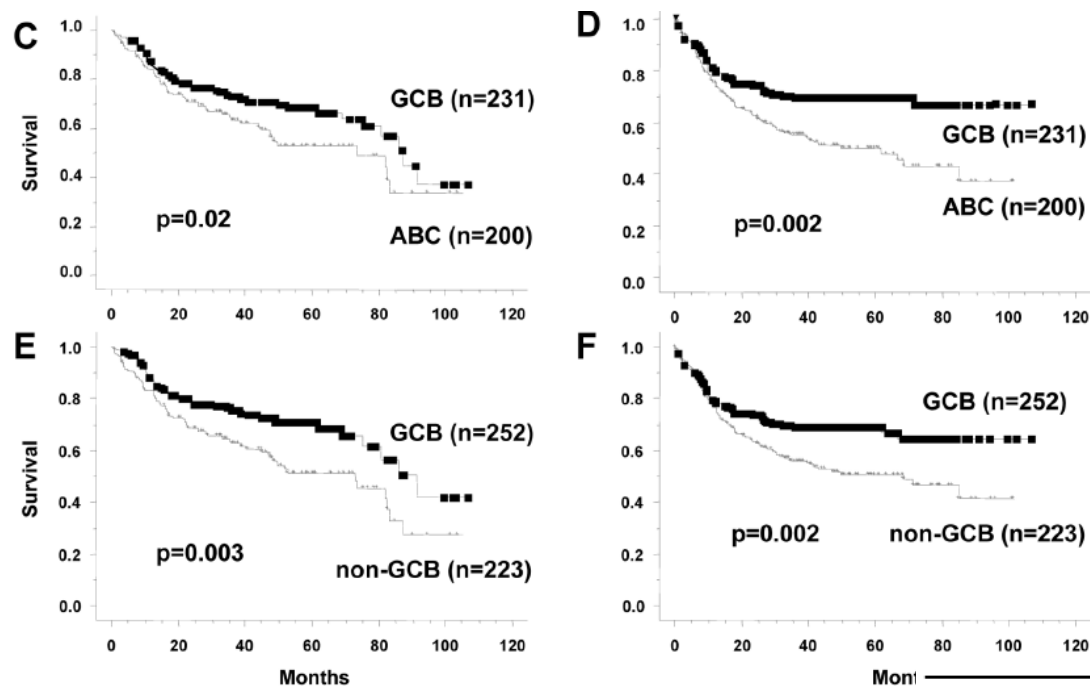 C
Survival
1.0
0.8
0.6
0.4
0.2
0.0
GCB (n=231)
p=0.02
ABC (n=200)
0 20 40 60 80 100 120
D
1.0
0.8
0.6
0.4
0.2
0.0
GCB (n=231)
ABC (n=200)
p=0.002
0 20 40 60 80 100 120
E
Survival
1.0
0.8
0.6
0.4
0.2
0.0
GCB (n=252)
p=0.003
non-GCB (n=223)
0 20 40 60 80 100 120
Months
F
1.0
0.8
0.6
0.4
0.2
0.0
GCB (n=252)
p=0.002
non-GCB (n=223)
0 20 40 60 80 100 120